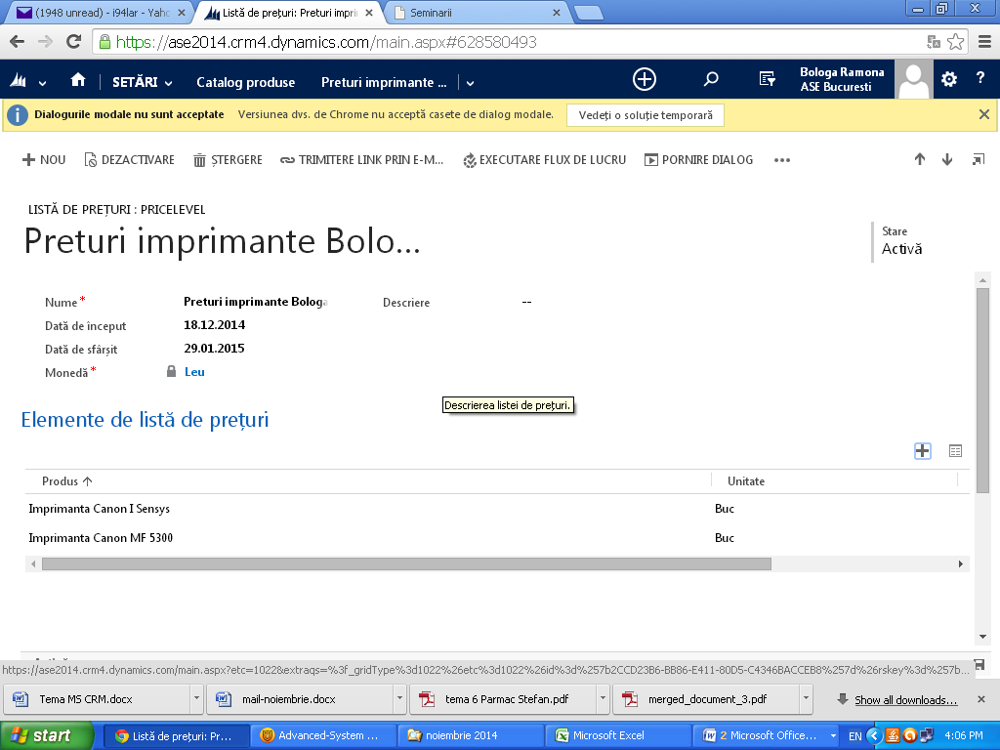 (1948 unread) - i94lar - Yaho
Listă de prețuri: Preturi impri
Seminarii
https://ase2014.crm4.dynamics.com/main.aspx#628580493
SETĂRI
Catalog produse
Preturi imprimante ...
Bologa Ramona
ASE Bucuresti
?
Dialogurile modale nu sunt acceptate
Versiunea dvs. de Chrome nu acceptă casete de dialog modale.
Vedeți o soluție temporară
NOU
DEZACTIVARE
ȘTERGERE
TRIMITERE LINK PRIN E-M...
EXECUTARE FLUX DE LUCRU
PORNIRE DIALOG
LISTĂ DE PREȚURI : PRICELEVEL
Preturi imprimante Bolo...
Stare
Activă
Nume*
Preturi imprimante Bologa
Descriere
--
Dată de început
18.12.2014
Dată de sfârșit
29.01.2015
Monedă*
Leu
Descrierea listei de prețuri.
Elemente de listă de prețuri
Produs
Unitate
Imprimanta Canon I Sensys
Buc
Imprimanta Canon MF 5300
Buc
https://ase2014.crm4.dynamics.com/main.aspx?etc=1022&extraqs=%3f_gridType%3d1022%26etc%3d1022%26id%3d%257b2CCD23B6-BB86-E411-80D5-C4346BACCEB8%257d%26rskey%3d%257b...
Tema MS CRM.docx
mail-noiembrie.docx
tema 6 Parmac Stefan.pdf
merged_document_3.pdf
Show all downloads...
start
Listă de prețuri: Pr...
Advanced-System ...
noiembrie 2014
Microsoft Excel
2 Microsoft Office...
EN
4:06 PM